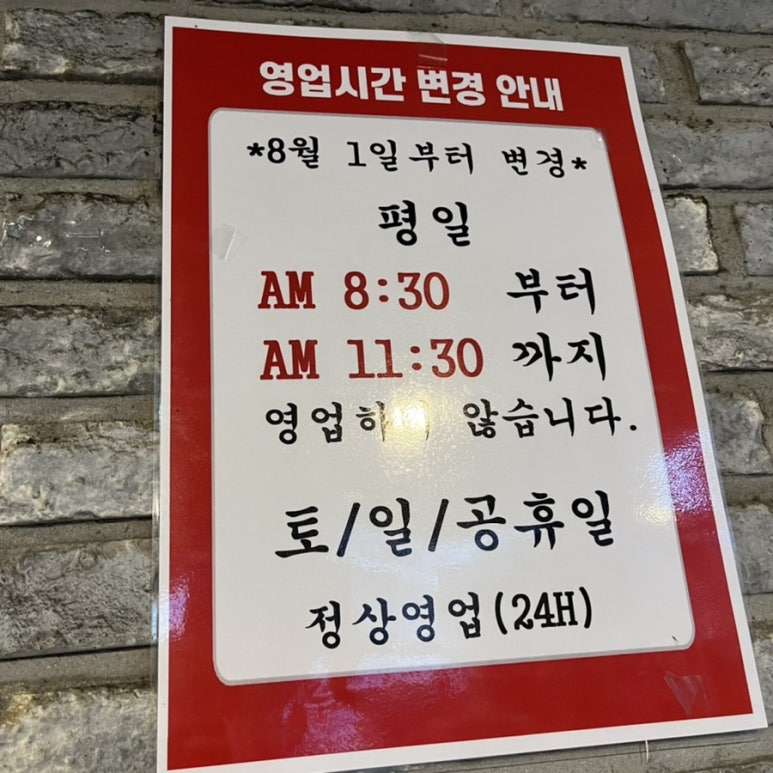 영업시간 변경 안내
*8월 1일부터 변경*
평일
AM 8:30 부터
AM 11:30 까지
영업하지 않습니다.
토/일/공휴일
정상영업(24H)